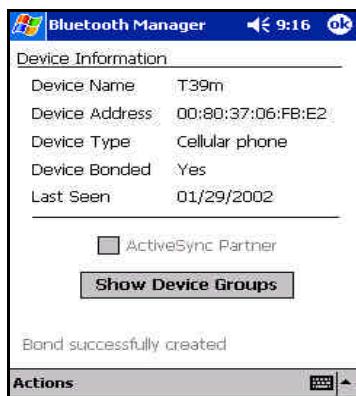 Bluetooth Manager 9:16 ok
Device Information
Device Name T39m
Device Address 00:80:37:06:FB:E2
Device Type Cellular phone
Device Bonded Yes
Last Seen 01/29/2002
ActiveSync Partner
Show Device Groups
Bond successfully created
Actions